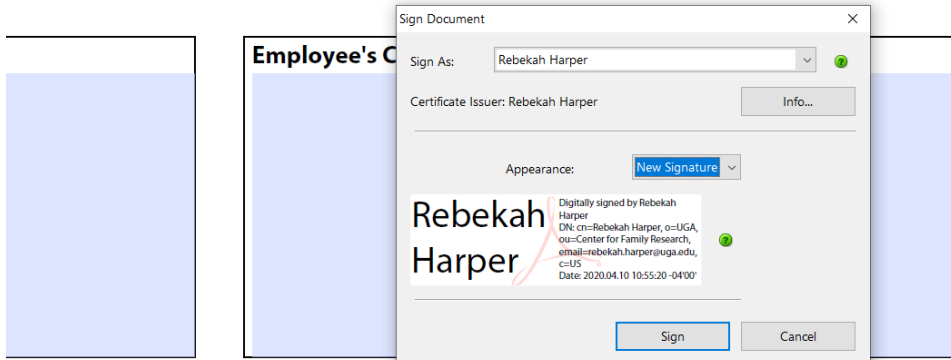 Sign Document
Employee's C
Sign As: Rebekah Harper
Certificate Issuer: Rebekah Harper Info...
Appearance: New Signature
Rebekah
Harper
Digitally signed by Rebekah
Harper
DN: cn=Rebekah Harper, o=UGA,
ou=Center for Family Research,
email=rebekah.harper@uga.edu,
c=US
Date: 2020.04.10 10:55:20 -04'00'
Sign Cancel